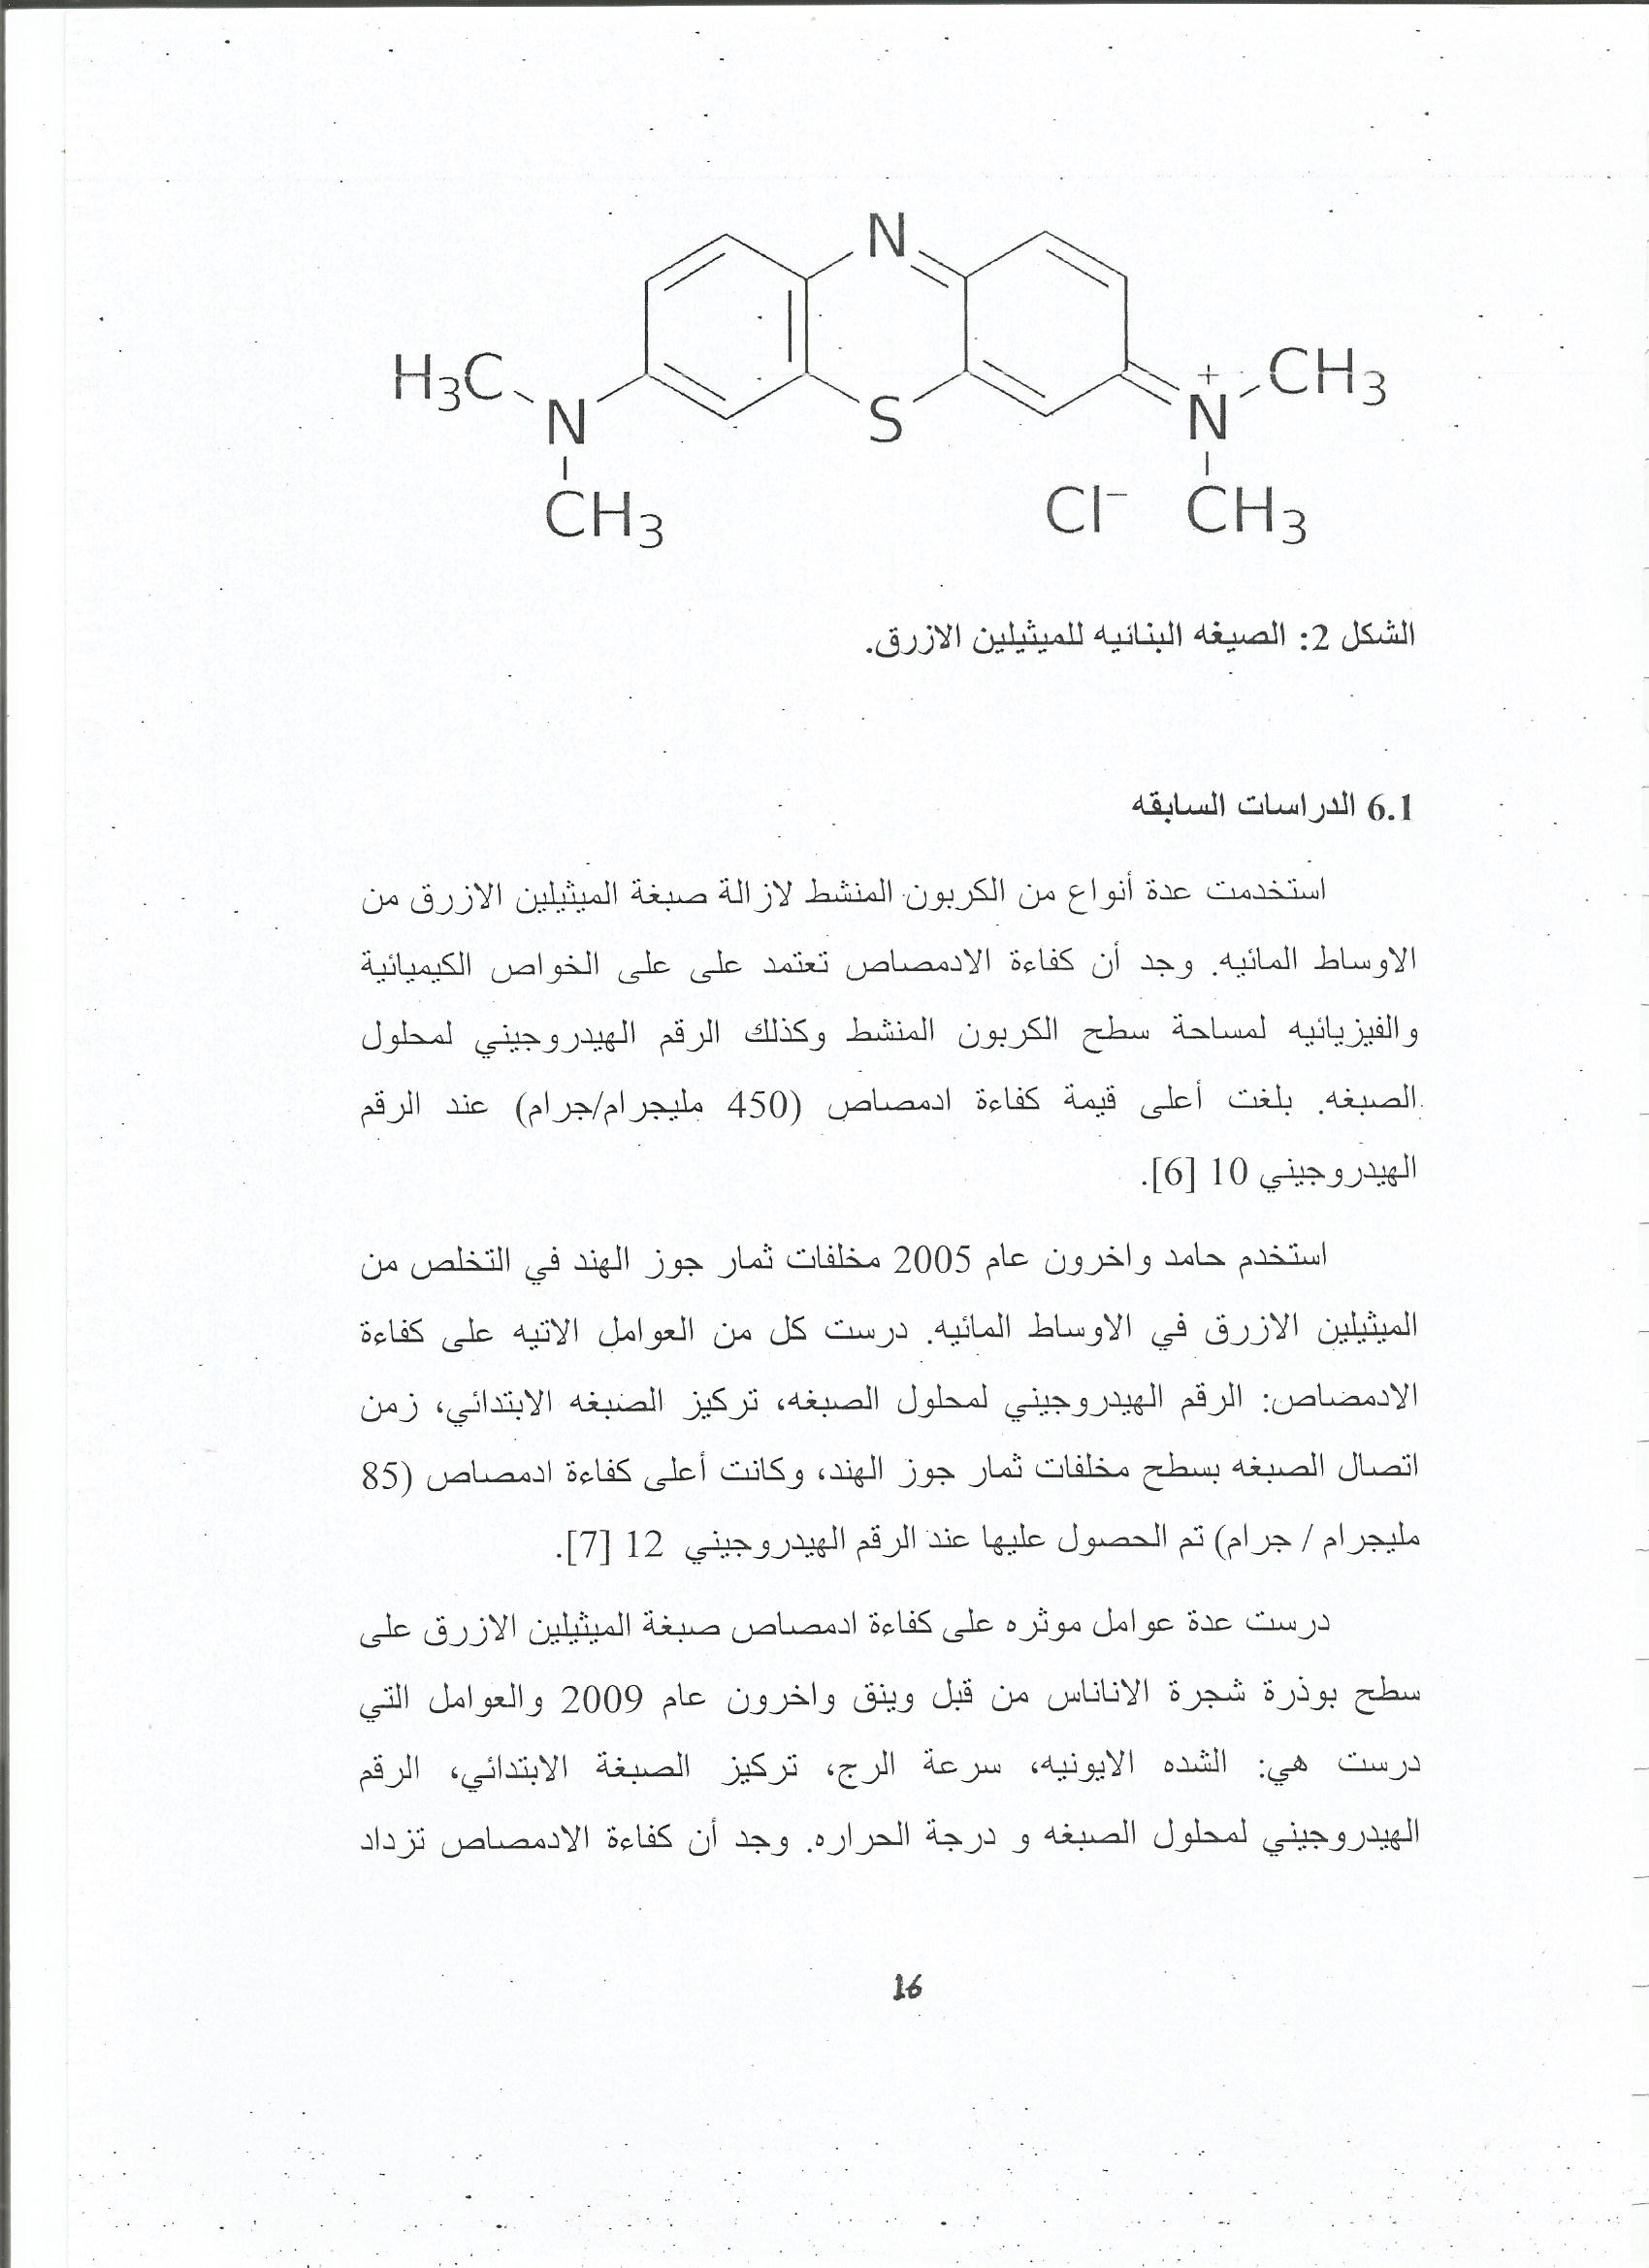 N
H3C
N
CH3
S
+
N
CH3
Cl⁻ CH3
الشكل 2: الصيغه البنائيه للميثيلين الازرق.
6.1 الدراسات السابقه
استخدمت عدة أنواع من الكربون المنشط لازالة صبغة الميثيلين الازرق من
الاوساط المائيه. وجد أن كفاءة الادمصاص تعتمد على على الخواص الكيميائية
والفيزيائيه لمساحة سطح الكربون المنشط وكذلك الرقم الهيدروجيني لمحلول
الصبغه. بلغت أعلى قيمة كفاءة ادمصاص (450 مليجرام/جرام) عند الرقم
الهيدروجيني 10 [6].
استخدم حامد واخرون عام 2005 مخلفات ثمار جوز الهند في التخلص من
الميثيلين الازرق في الاوساط المائيه. درست كل من العوامل الاتيه على كفاءة
الادمضاص: الرقم الهيدروجيني لمحلول الصبغه، تركيز الصبغه الابتدائي، زمن
اتصال الصبغه بسطح مخلفات ثمار جوز الهند، وكانت أعلى كفاءة ادمصاص (85
مليجرام / جرام) تم الحصول عليها عند الرقم الهيدروجيني 12 [7].
درست عدة عوامل موثره على كفاءة ادمصاص صبغة الميثيلين الازرق على
سطح بوذرة شجرة الاناناس من قبل وينق واخرون عام 2009 والعوامل التي
درست هي: الشده الايونيه، سرعة الرج، تركيز الصبغة الابتدائي، الرقم
الهيدروجيني لمحلول الصبغه و درجة الحراره. وجد أن كفاءة الادمصاص تزداد
16